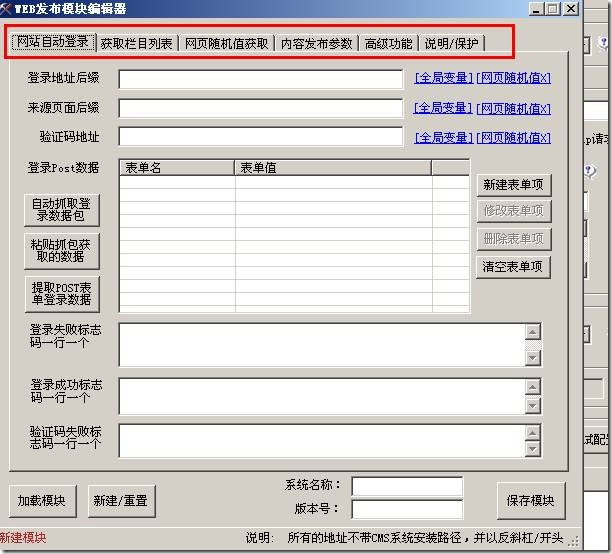 WEB发布模块编辑器
网站自动登录 获取栏目列表 网页随机值获取 内容发布参数 高级功能 说明/保护
登录地址后缀 [全局变量] [网页随机值X]
来源页面后缀 [全局变量] [网页随机值X]
验证码地址 [全局变量] [网页随机值X]
登录Post数据 表单名 表单值
新建表单项
修改表单项
删除表单项
清空表单项
自动抓取登
录数据包
粘贴抓包获
取的数据
提取POST表
单登录数据
登录失败标志
码一行一个
登录成功标志
码一行一个
验证码失败标
志码一行一个
加载模块 新建/重置 系统名称: 保存模块
版本号:
新建模块 说明: 所有的地址不带CMS系统安装路径,并以反斜杠/开头